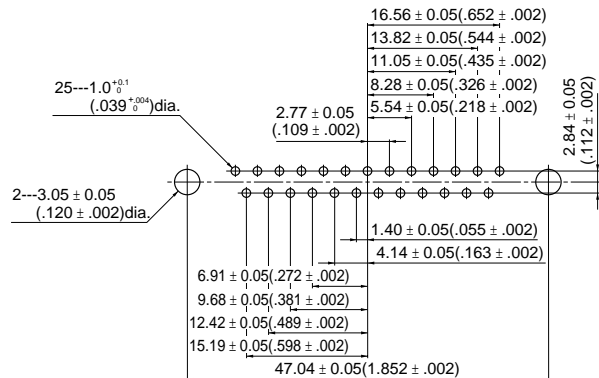 16.56 ± 0.05(.652 ± .002)
13.82 ± 0.05(.544 ± .002)
11.05 ± 0.05(.435 ± .002)
8.28 ± 0.05(.326 ± .002)
5.54 ± 0.05(.218 ± .002)
25---1.0 +0.1 0
(.039 +.004 0)dia.
2.77 ± 0.05
(.109 ± .002)
2.84 ± 0.05
(.112 ± .002)
2---3.05 ± 0.05
(.120 ± .002)dia.
1.40 ± 0.05(.055 ± .002)
4.14 ± 0.05(.163 ± .002)
6.91 ± 0.05(.272 ± .002)
9.68 ± 0.05(.381 ± .002)
12.42 ± 0.05(.489 ± .002)
15.19 ± 0.05(.598 ± .002)
47.04 ± 0.05(1.852 ± .002)